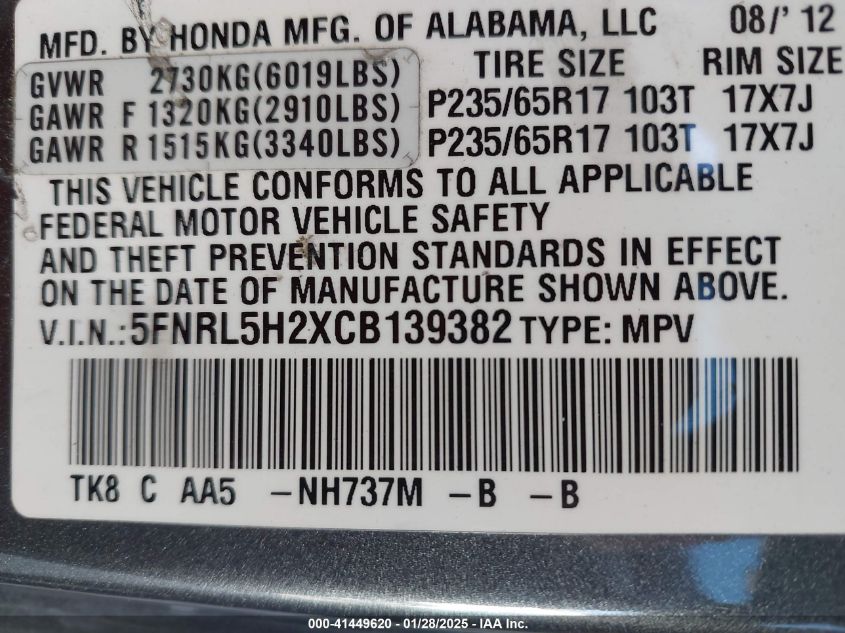 MFD. BY HONDA MFG. OF ALABAMA, LLC 08/' 12
GVWR 2730KG(6019LBS) TIRE SIZE RIM SIZE
GAWR F 1320KG(2910LBS) P235/65R17 103T 17X7J
GAWR R 1515KG(3340LBS) P235/65R17 103T 17X7J
THIS VEHICLE CONFORMS TO ALL APPLICABLE
FEDERAL MOTOR VEHICLE SAFETY
AND THEFT PREVENTION STANDARDS IN EFFECT
ON THE DATE OF MANUFACTURE SHOWN ABOVE.
V.I.N.: 5FNRL5H2XCB139382 TYPE: MPV
TK8 C AA5 -NH737M -B -B
000-41449620 - 01/28/2025 - COPYRIGHT © IAA, LLC.